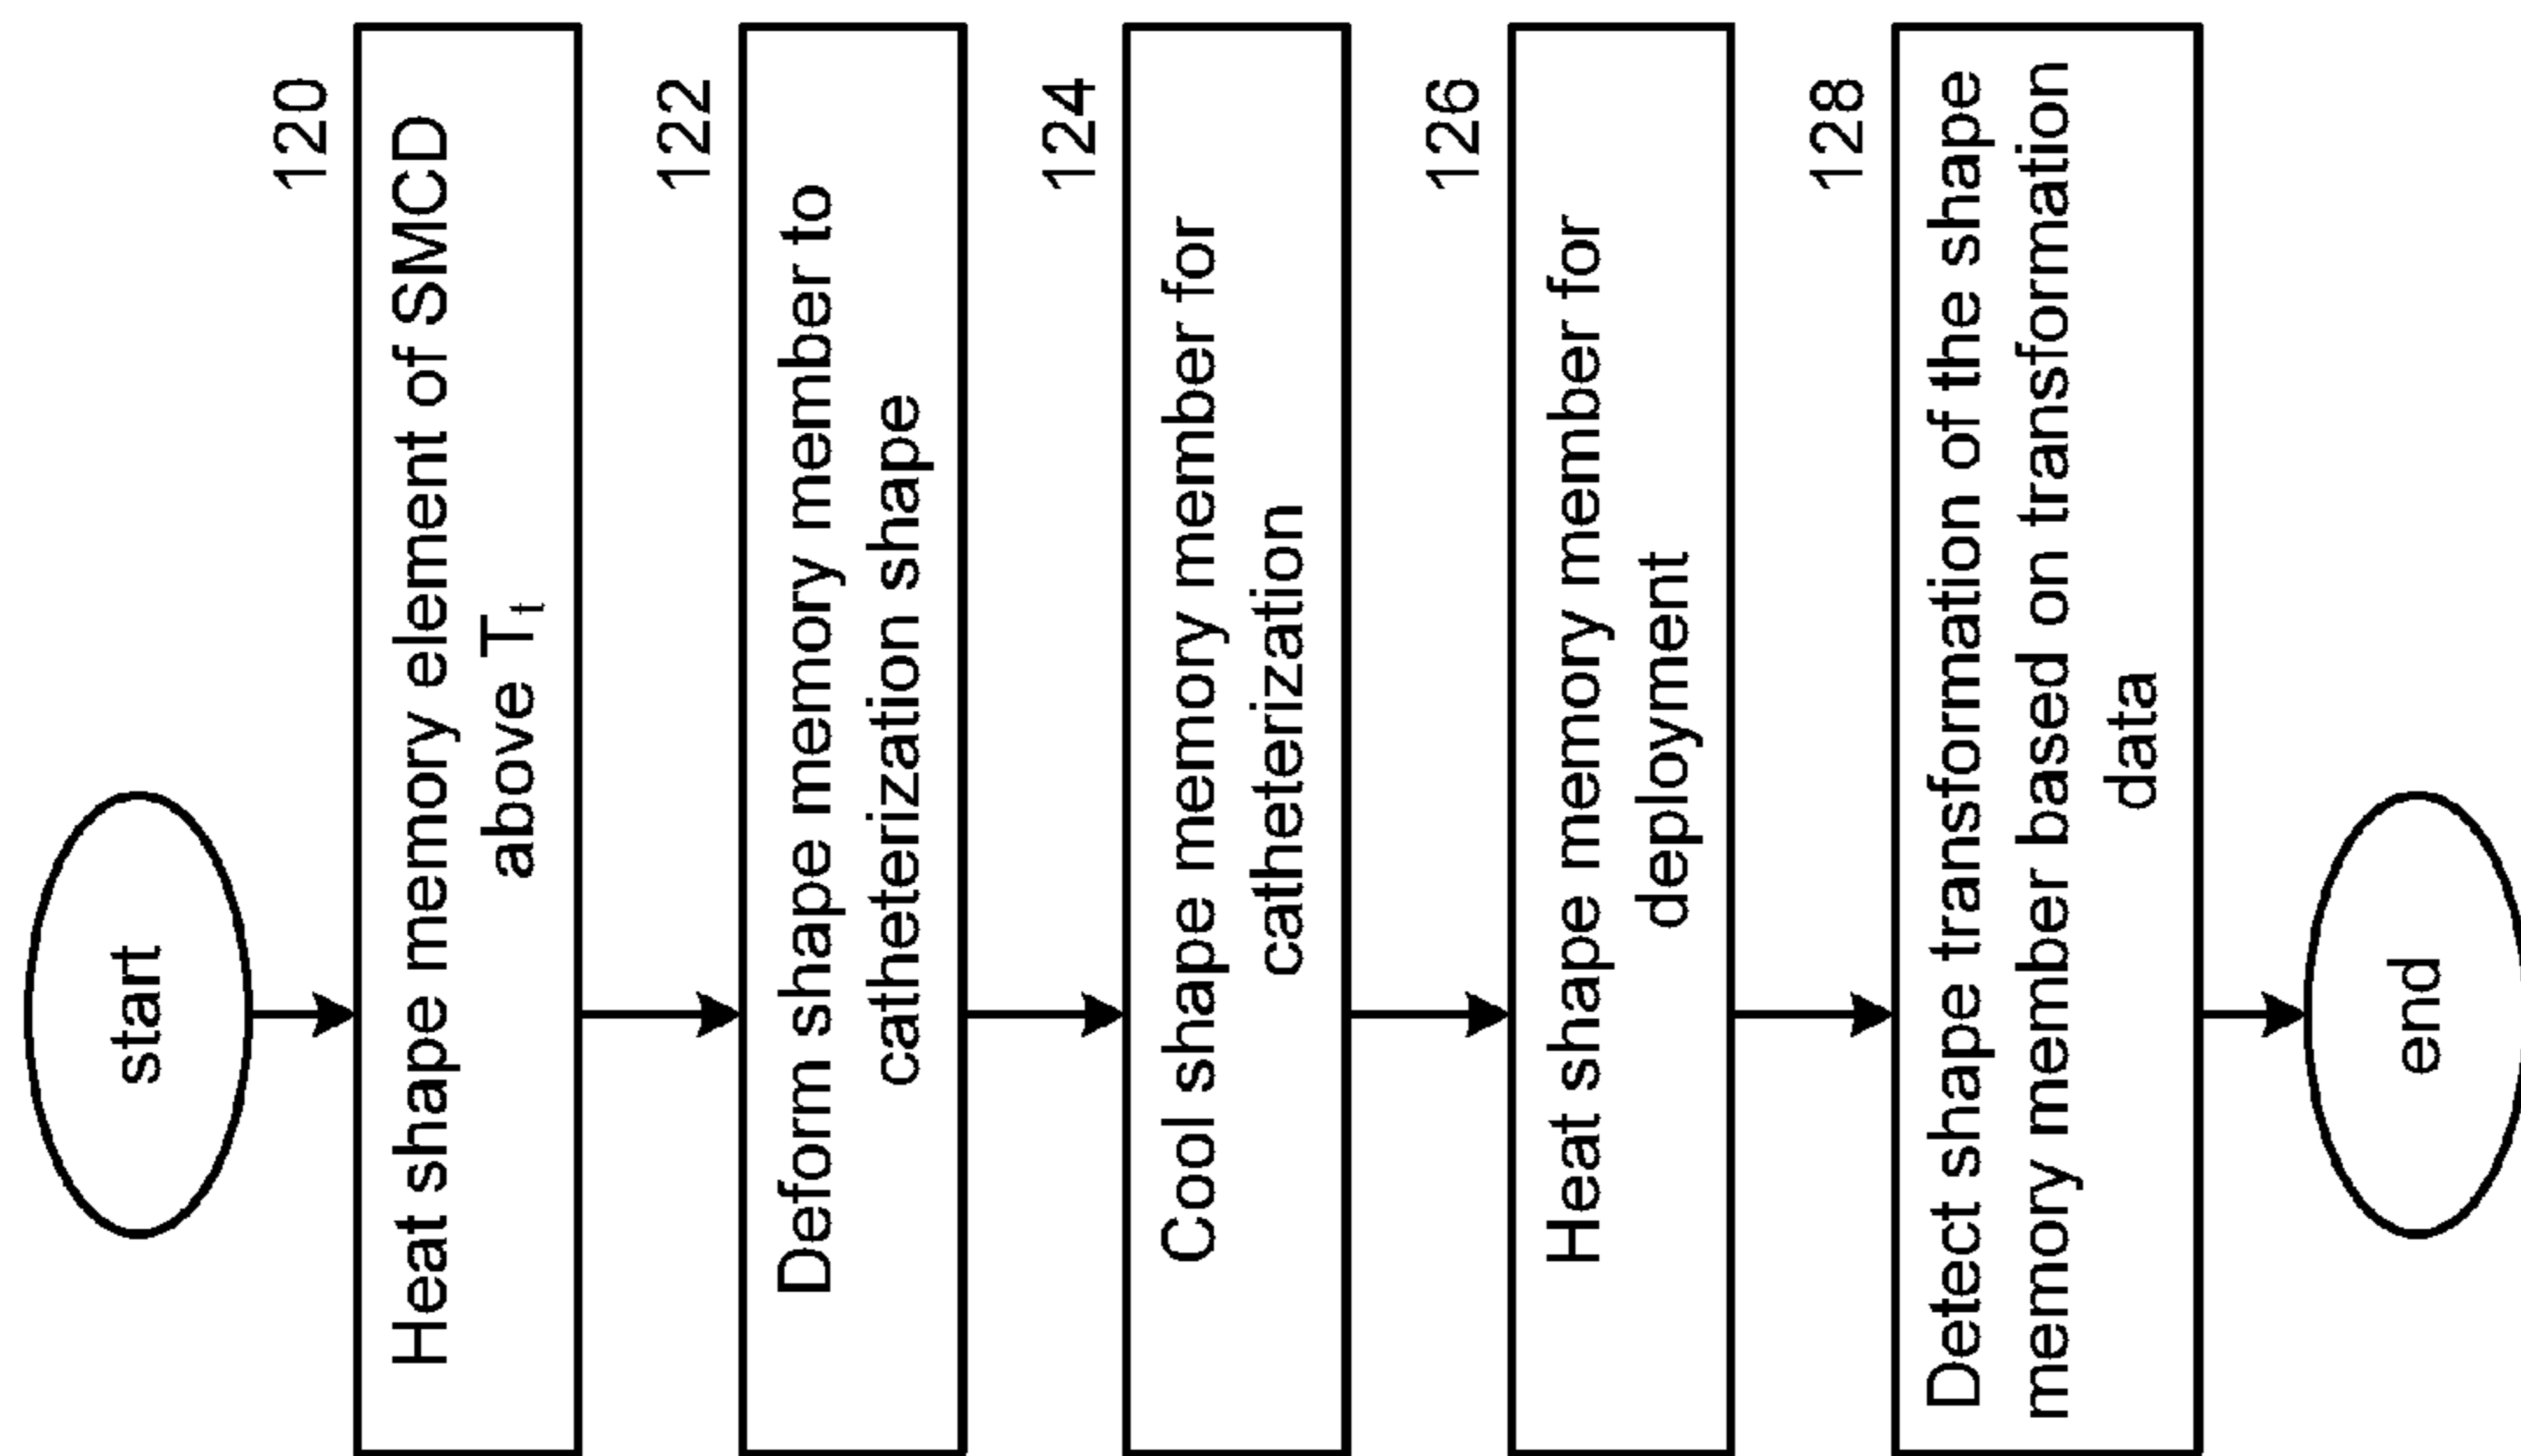 start
120
Heat shape memory element of SMCD
above Tt
122
Deform shape memory member to
catheterization shape
124
Cool shape memory member for
catheterization
126
Heat shape memory member for
deployment
128
Detect shape transformation of the shape
memory member based on transformation
data
end